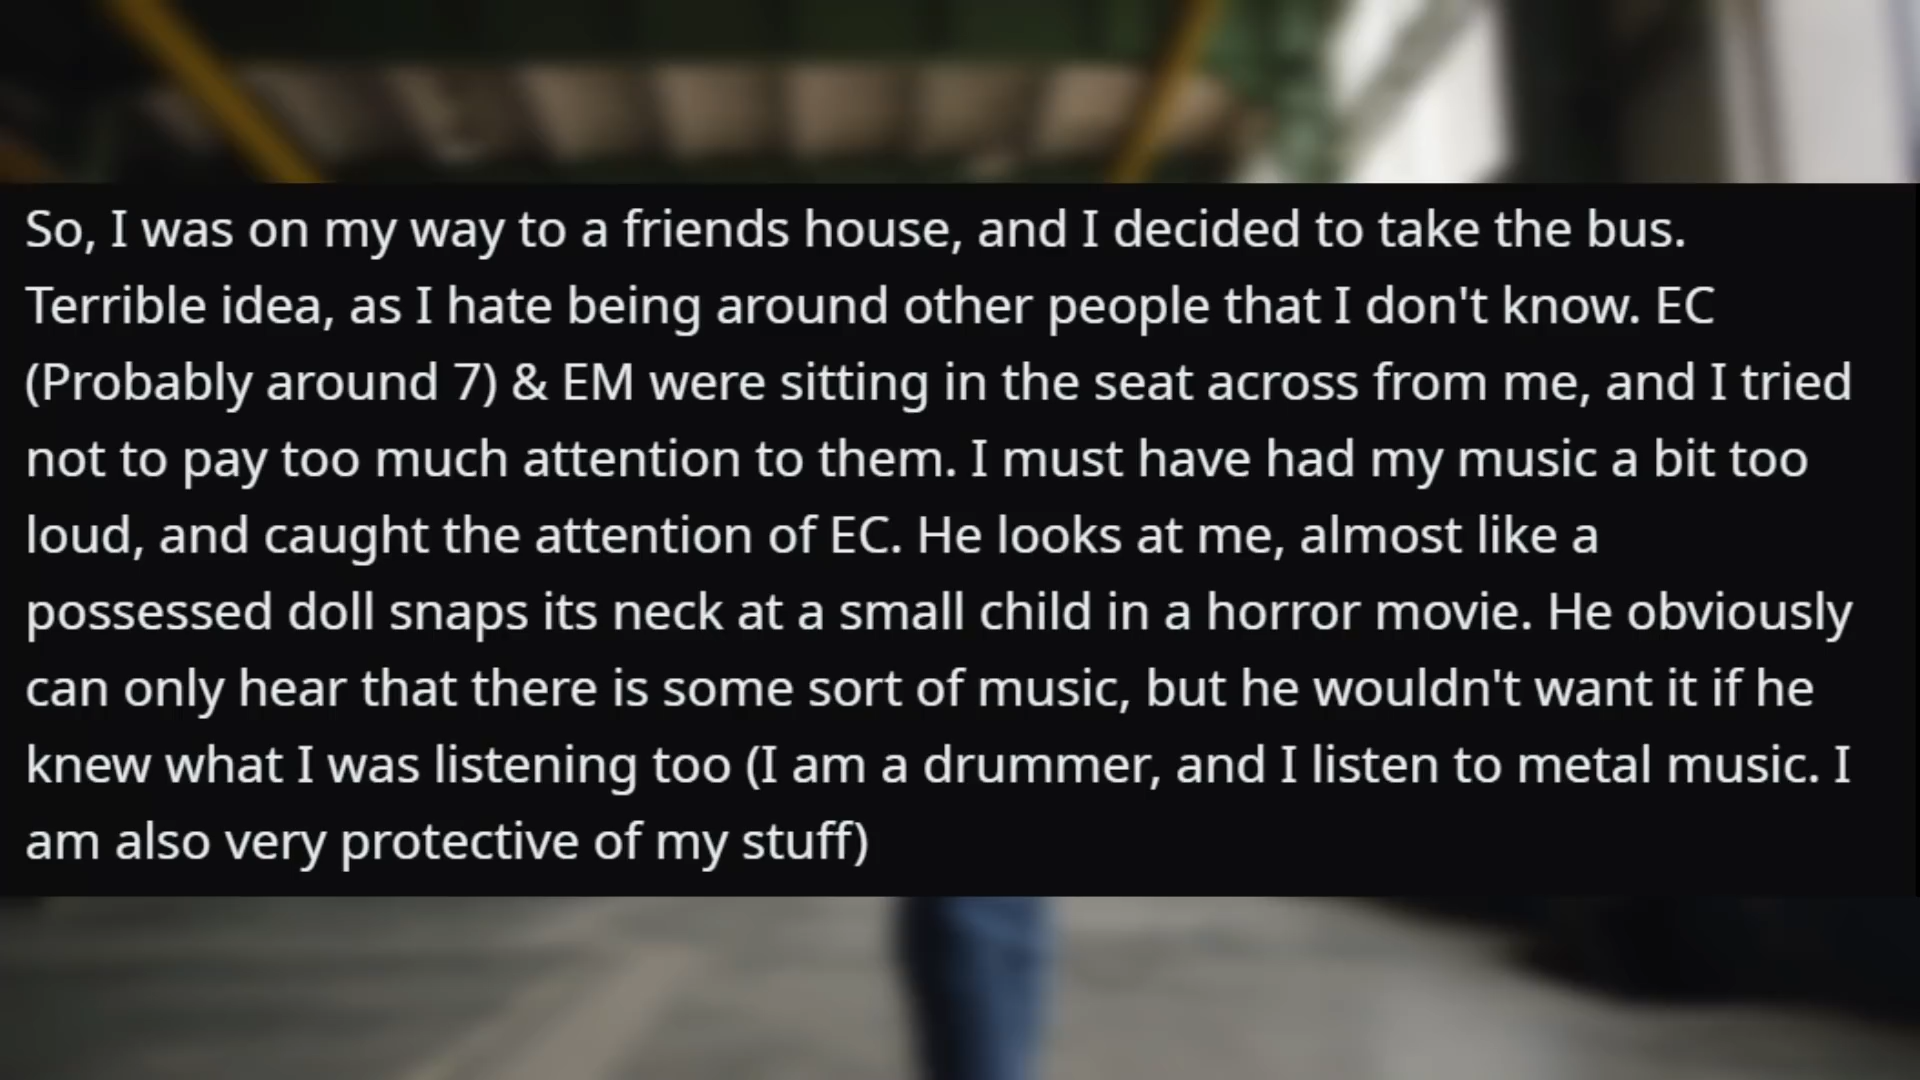 So, I was on my way to a friends house, and I decided to take the bus.
Terrible idea, as I hate being around other people that I don't know. EC
(Probably around 7) & EM were sitting in the seat across from me, and I tried
not to pay too much attention to them. I must have had my music a bit too
loud, and caught the attention of EC. He looks at me, almost like a
possessed doll snaps its neck at a small child in a horror movie. He obviously
can only hear that there is some sort of music, but he wouldn't want it if he
knew what I was listening too (I am a drummer, and I listen to metal music. I
am also very protective of my stuff)